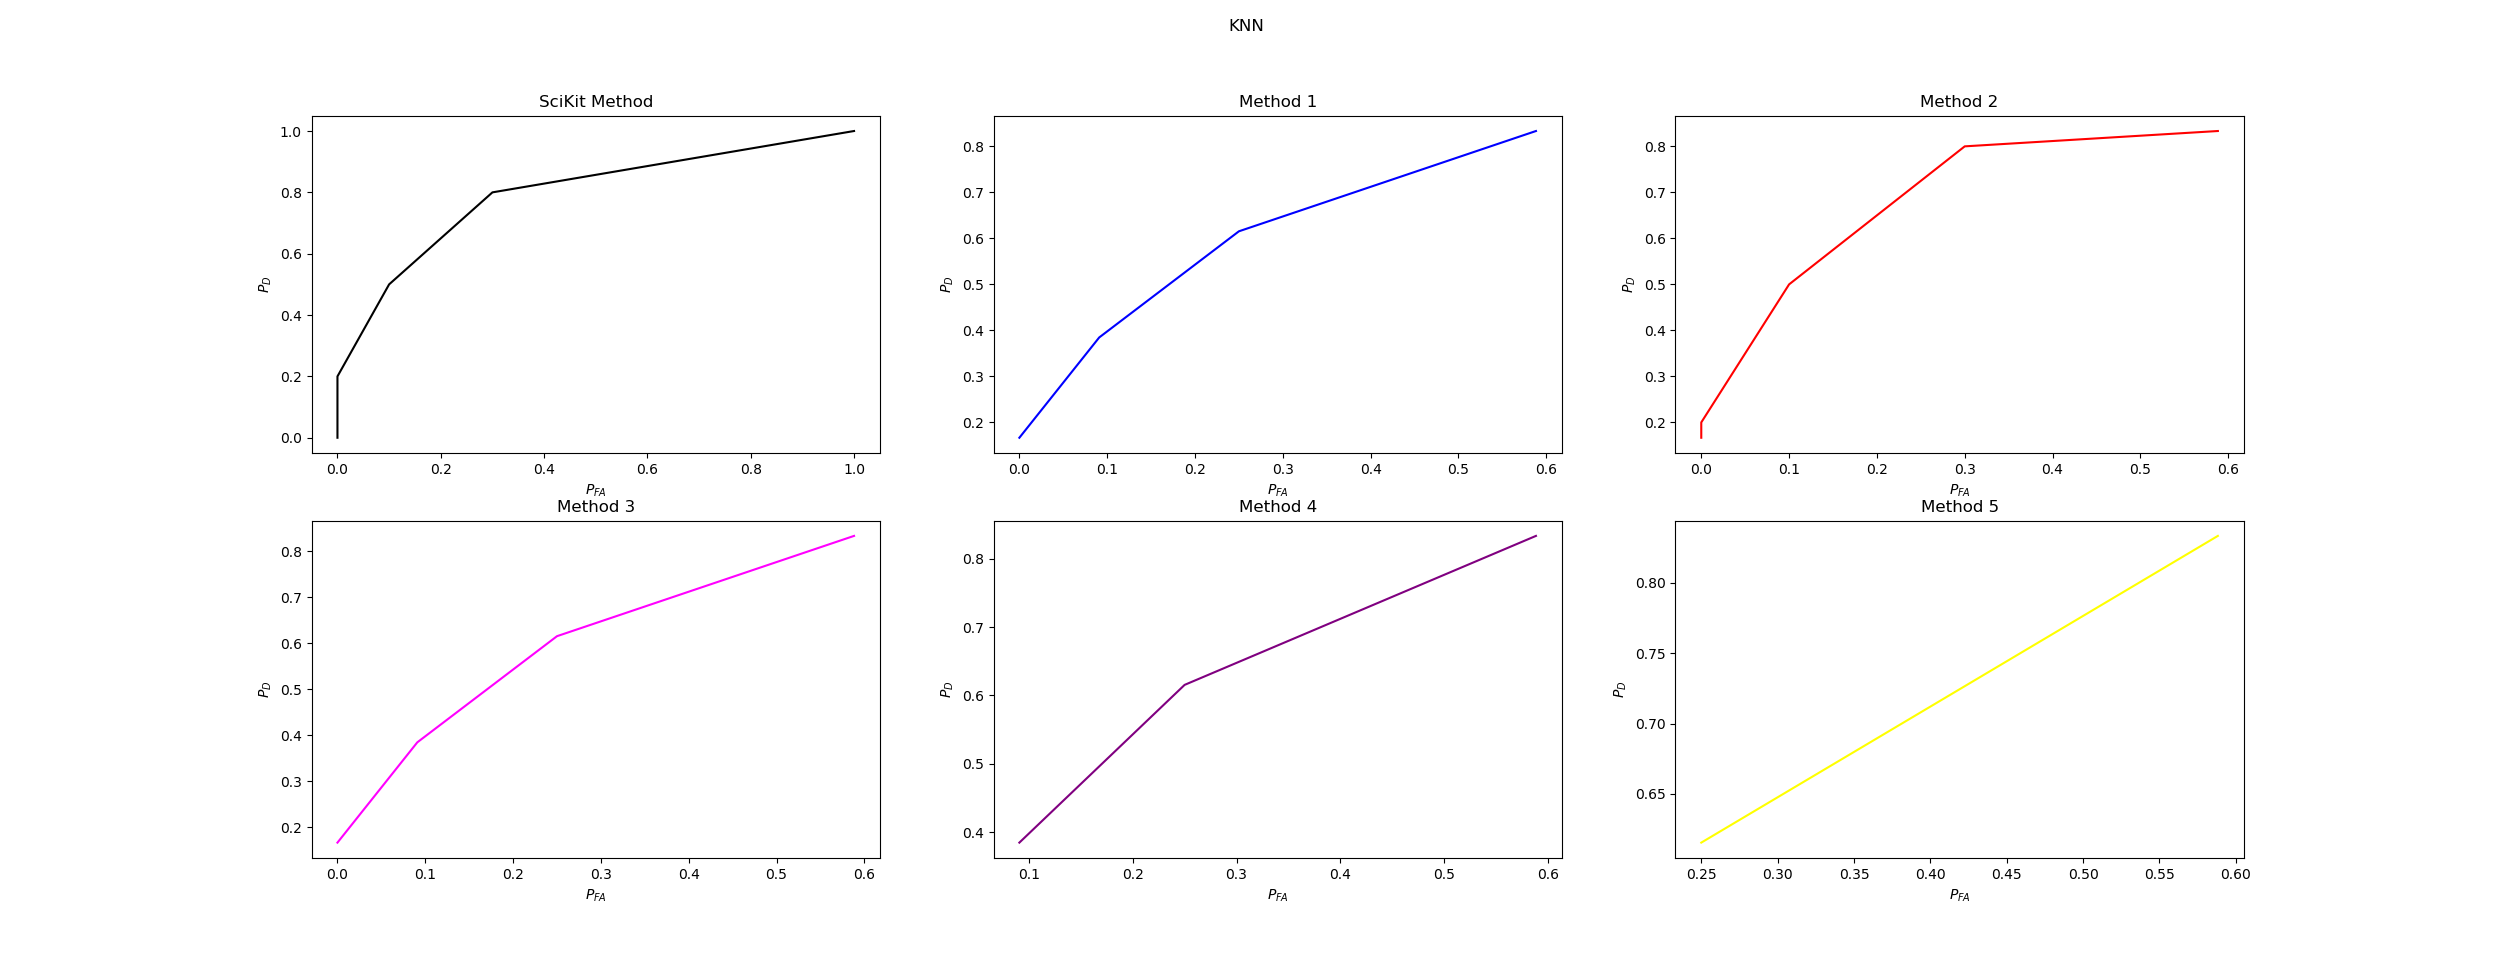 KNN
SciKit Method
1.0
0.8
0.6
0.4
0.2
0.0
P_D
0.0 0.2 0.4 0.6 0.8 1.0
P_FA
Method 1
0.8
0.7
0.6
0.5
0.4
0.3
0.2
P_D
0.0 0.1 0.2 0.3 0.4 0.5 0.6
P_FA
Method 2
0.8
0.7
0.6
0.5
0.4
0.3
0.2
P_D
0.0 0.1 0.2 0.3 0.4 0.5 0.6
P_FA
Method 3
0.8
0.7
0.6
0.5
0.4
0.3
0.2
P_D
0.0 0.1 0.2 0.3 0.4 0.5 0.6
P_FA
Method 4
0.8
0.7
0.6
0.5
0.4
P_D
0.1 0.2 0.3 0.4 0.5 0.6
P_FA
Method 5
0.80
0.75
0.70
0.65
P_D
0.25 0.30 0.35 0.40 0.45 0.50 0.55 0.60
P_FA